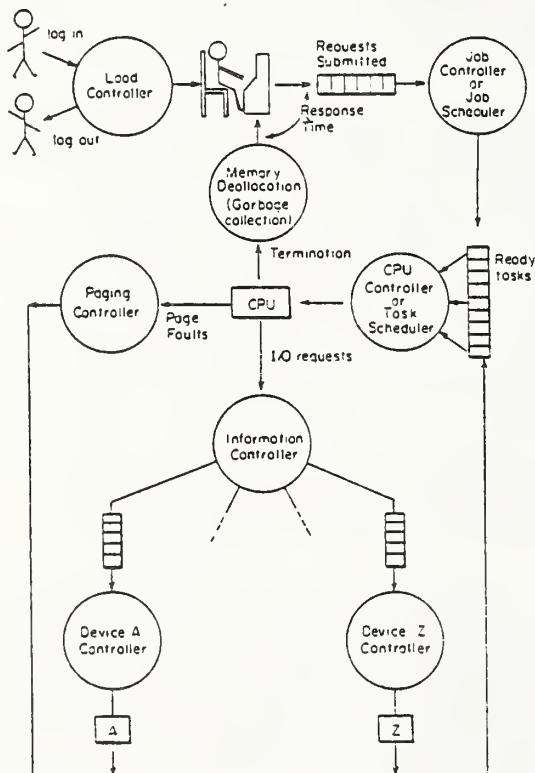 log in
log out
Load
Controller
Requests
Submitted
Response
Time
Job
Controller
or
Job
Scheduler
Memory
Deallocation
(Garbage
collection)
Termination
Ready
tasks
CPU
Controller
or
Task
Scheduler
CPU
Page
Faults
Paging
Controller
I/O requests
Information
Controller
Device A
Controller
Device Z
Controller
A
Z